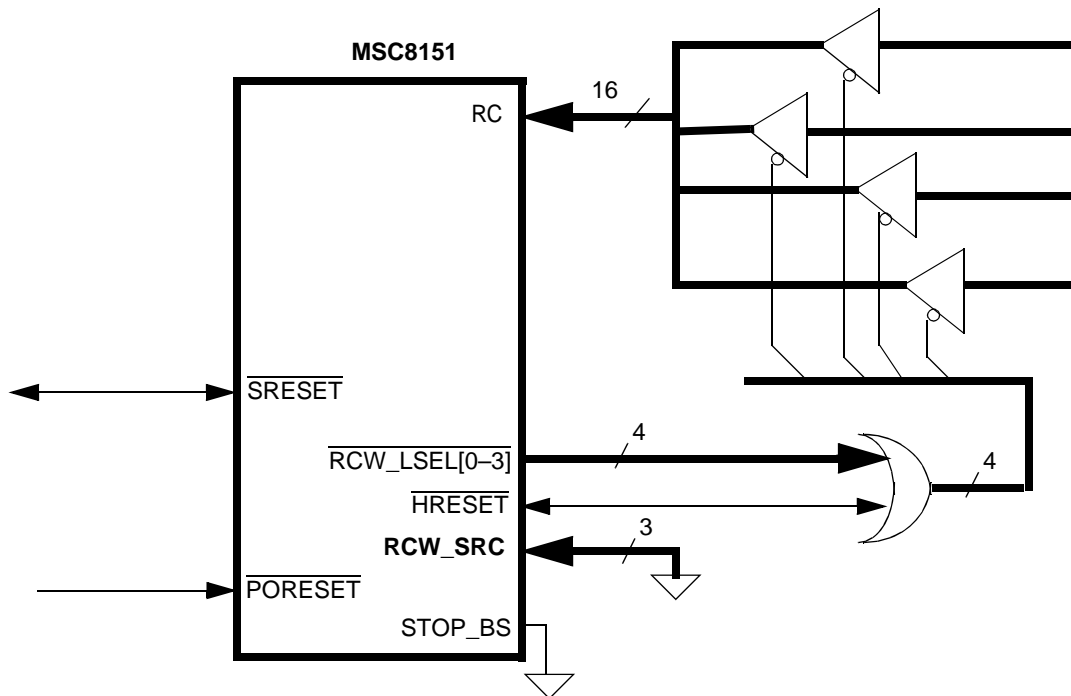 MSC8151
16
RC
SRESET
RCW_LSEL[0–3]
4
4
HRESET
3
RCW_SRC
PORESET
STOP_BS